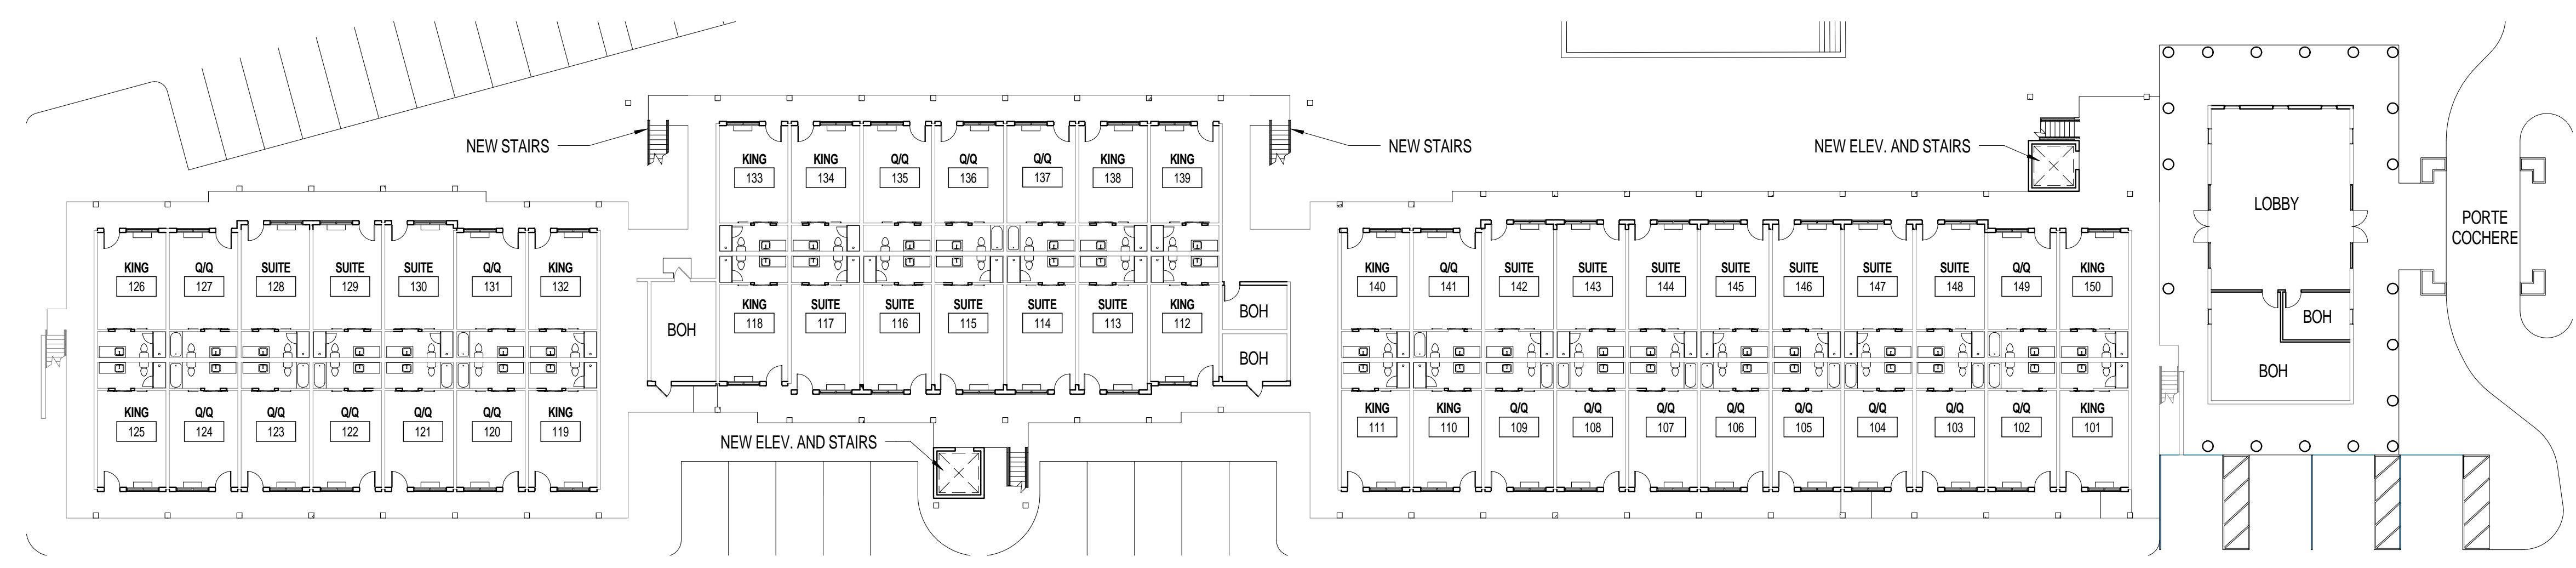 NEW STAIRS
NEW STAIRS
NEW ELEV. AND STAIRS
KING
133
KING
134
Q/Q
135
Q/Q
136
Q/Q
137
KING
138
KING
139
LOBBY
PORTE
COCHERE
KING
126
Q/Q
127
SUITE
128
SUITE
129
SUITE
130
Q/Q
131
KING
132
BOH
KING
118
SUITE
117
SUITE
116
SUITE
115
SUITE
114
SUITE
113
KING
112
BOH
BOH
KING
140
Q/Q
141
SUITE
142
SUITE
143
SUITE
144
SUITE
145
SUITE
146
SUITE
147
SUITE
148
Q/Q
149
KING
150
BOH
BOH
KING
125
Q/Q
124
Q/Q
123
Q/Q
122
Q/Q
121
Q/Q
120
KING
119
NEW ELEV. AND STAIRS
KING
111
KING
110
Q/Q
109
Q/Q
108
Q/Q
107
Q/Q
106
Q/Q
105
Q/Q
104
Q/Q
103
Q/Q
102
KING
101